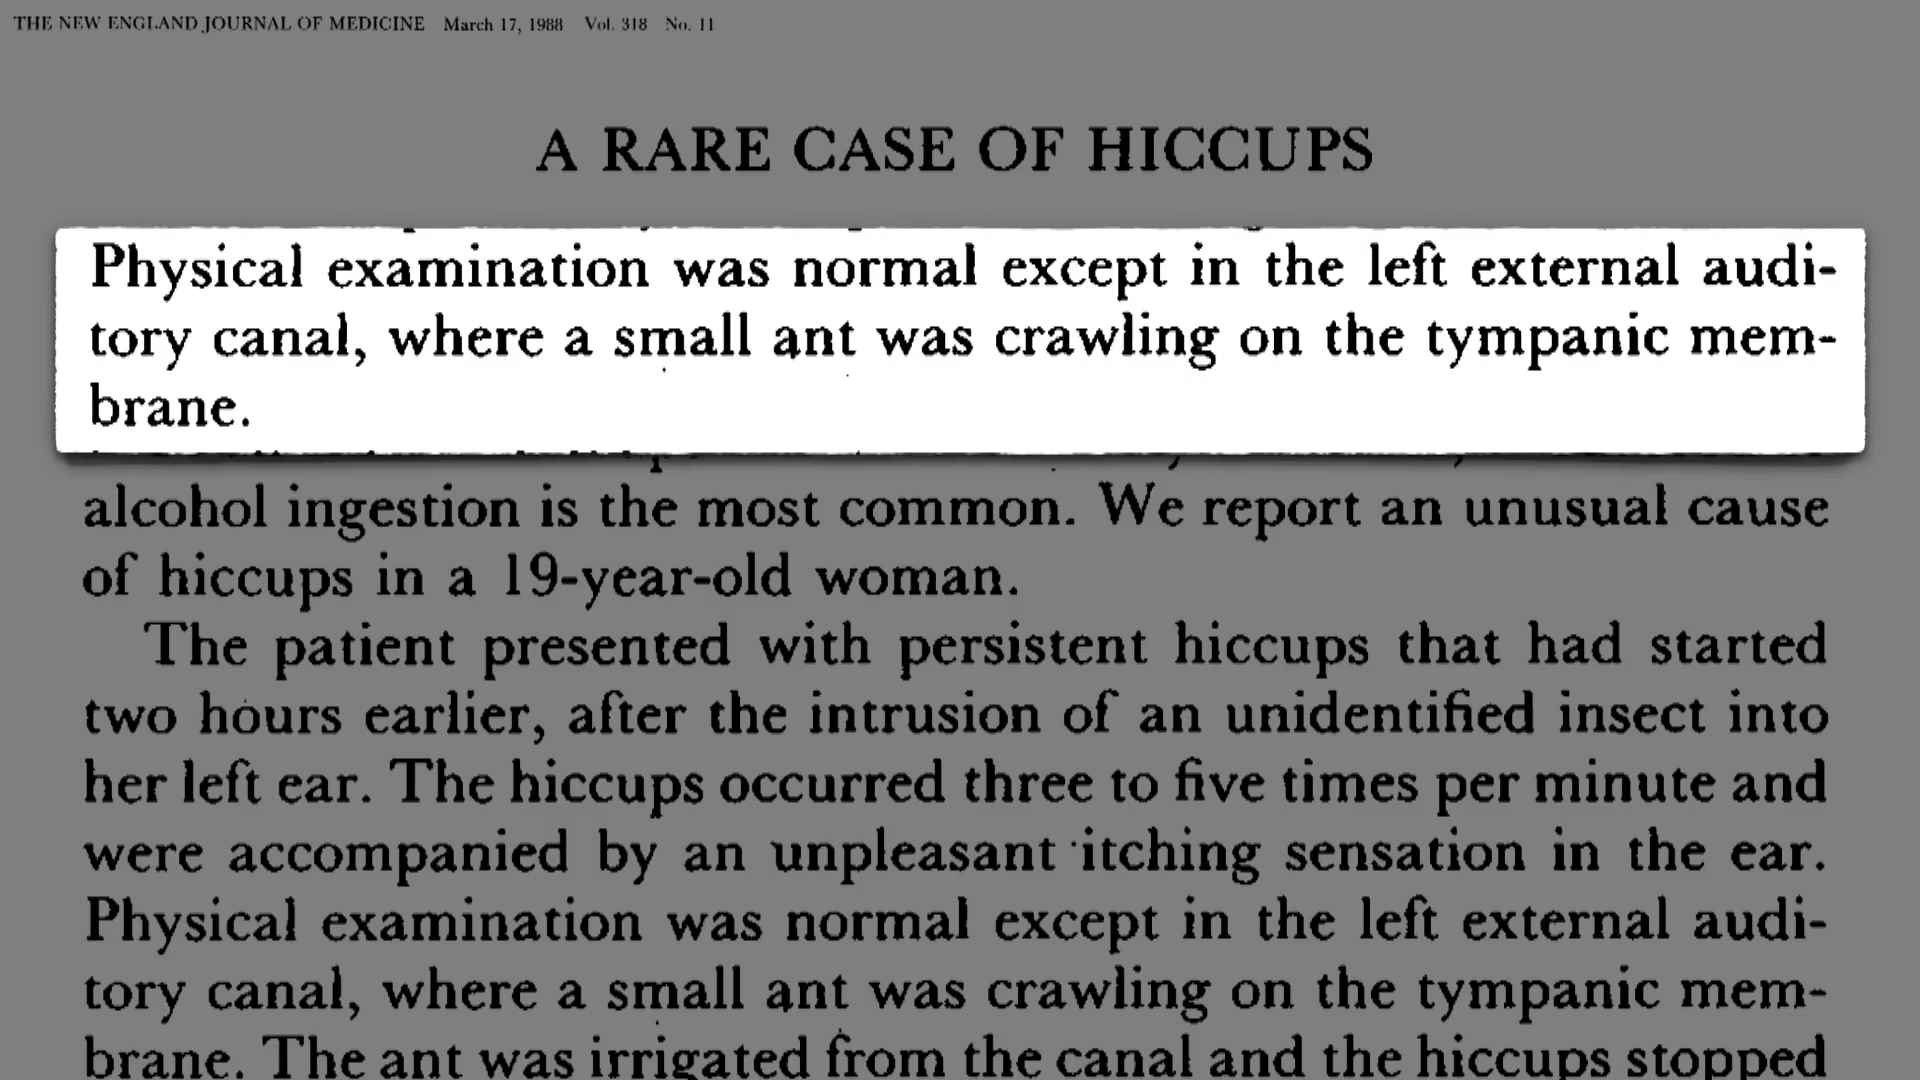 THE NEW ENGLAND JOURNAL OF MEDICINE March 17, 1988 Vol. 318 No. 11
A RARE CASE OF HICCUPS
Physical examination was normal except in the left external audi-
tory canal, where a small ant was crawling on the tympanic mem-
brane.
alcohol ingestion is the most common. We report an unusual cause
of hiccups in a 19-year-old woman.
The patient presented with persistent hiccups that had started
two hours earlier, after the intrusion of an unidentified insect into
her left ear. The hiccups occurred three to five times per minute and
were accompanied by an unpleasant itching sensation in the ear.
Physical examination was normal except in the left external audi-
tory canal, where a small ant was crawling on the tympanic mem-
brane. The ant was irrigated from the canal and the hiccups stopped